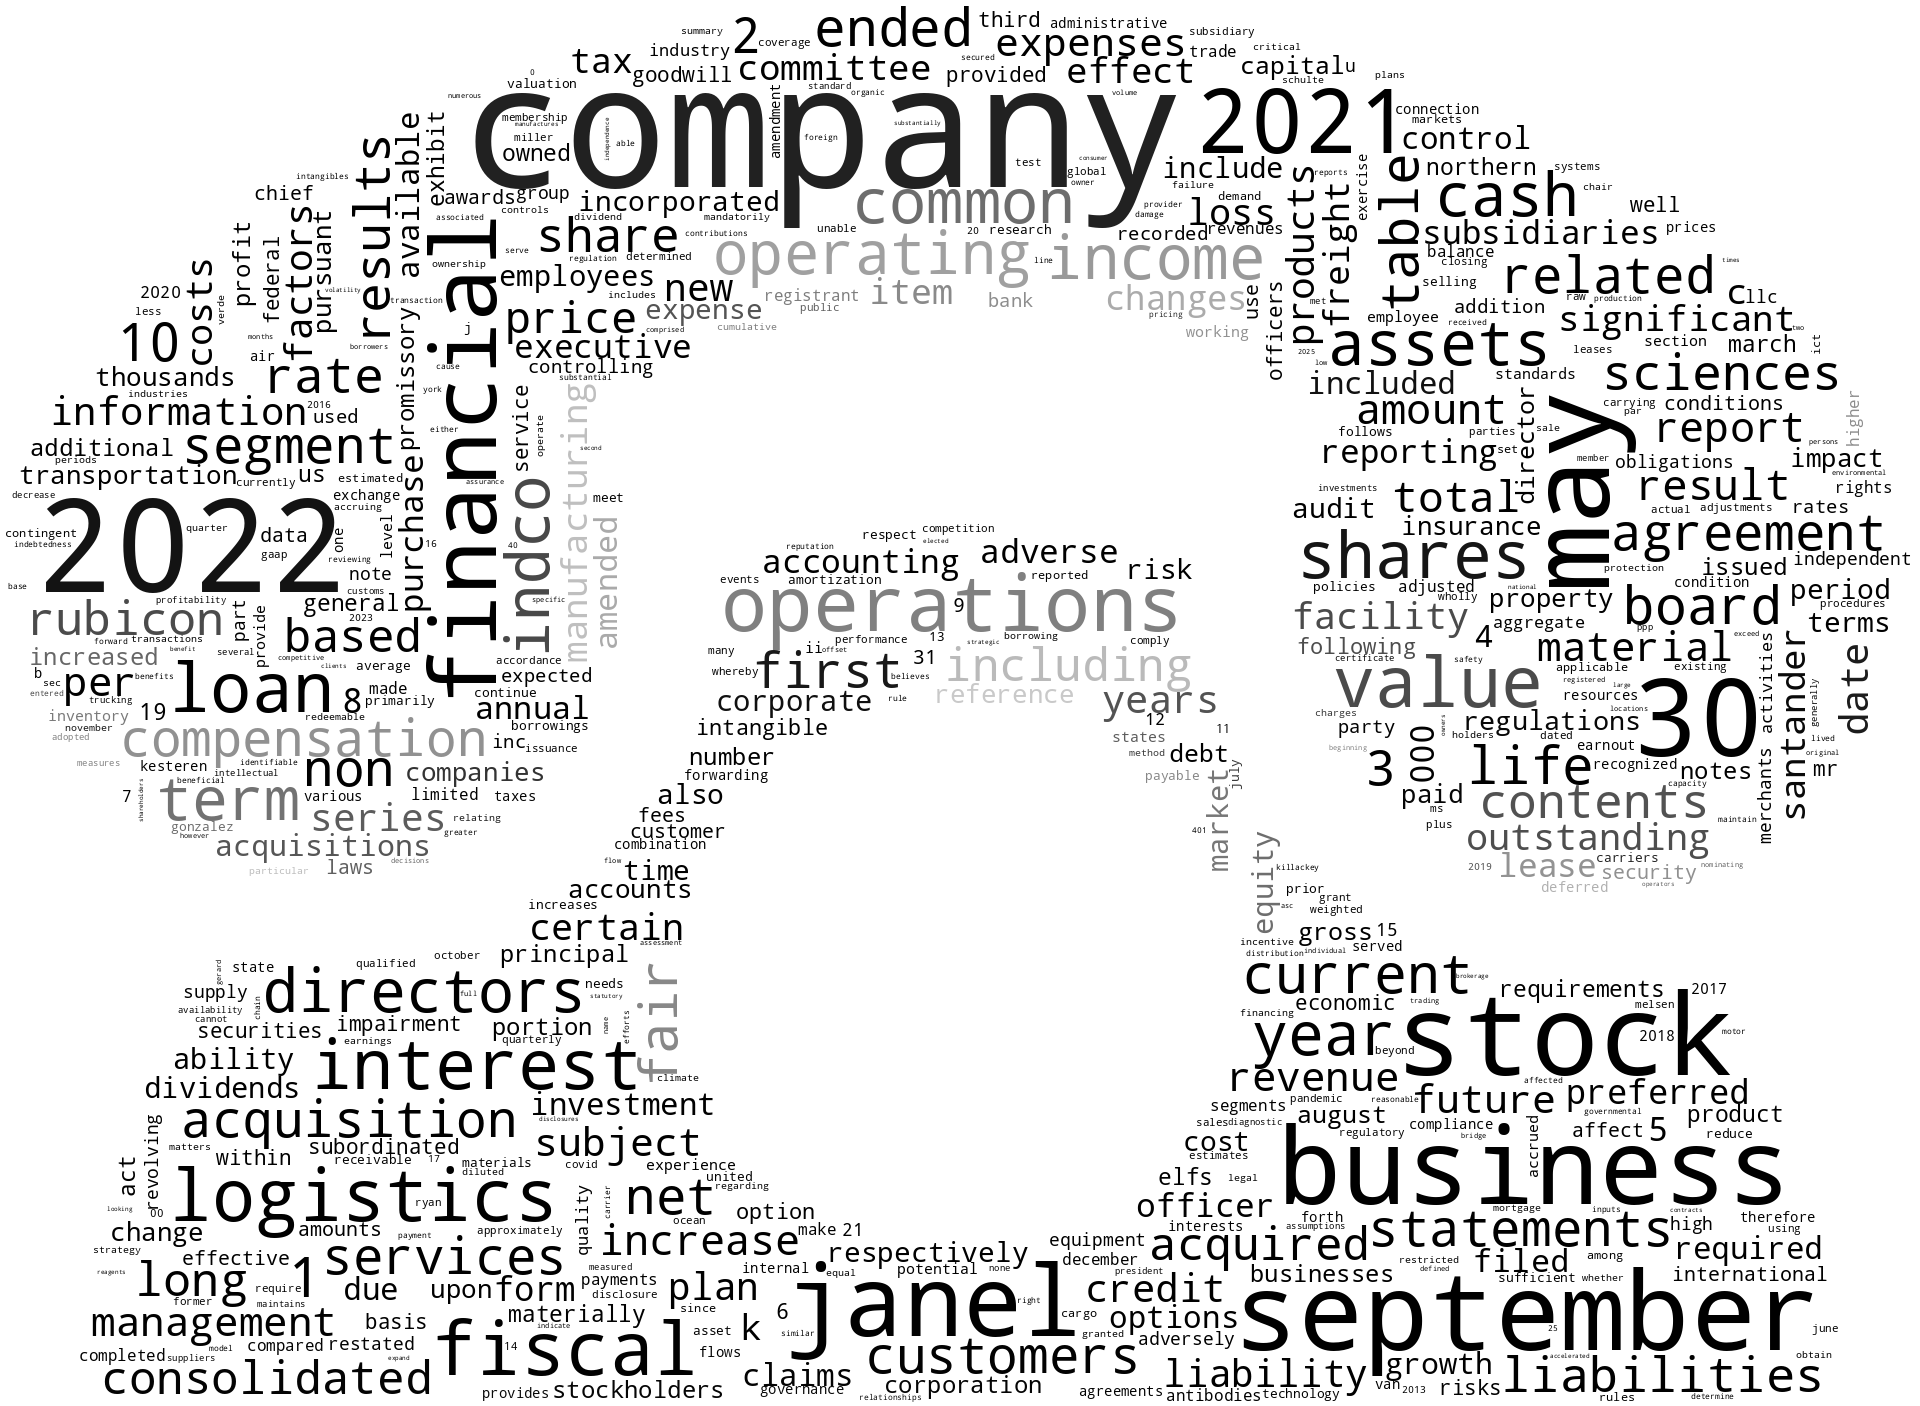 summary
2
coverage
ended
third
administrative
subsidiary
tax
industry
expenses
trade
critical
0
valuation
goodwill
committee
secured
provided
effect
capital
u
schulte
plans
numerous
company
standard
organic
volume
2021
connection
markets
control
membership
manufactures
miller
owned
independence
able
amendment
foreign
substantially
test
consumer
global
owner
include
failure
northern
systems
chair
intangibles
chief
results
available
exhibit
awards
group
controls
associated
incorporated
dividend
mandatorily
common
provider
damage
demand
loss
products
reports
exercise
freight
table
cash
well
prices
profit
federal
factors
pursuant
share
contributions
serve
regulation
determined
unable
20
research
operating
line
income
recorded
revenues
subsidiaries
balance
closing
selling
related
times
2020
less
costs
verde
volatility
transaction
ownership
financial
employees
includes
new
registrant
public
item
bank
changes
pricing
use
met
officers
addition
raw
production
c
llc
10
months
air
borrowers
j
price
expense
comprised
cumulative
executive
controlling
working
2025
low
employee
received
assets
significant
two
leases
section
march
ict
thousands
industries
rate
promissory
cause
york
substantial
included
standards
sciences
information
2016
used
either
service
operate
manufacturing
second
amount
follows
parties
director
sale
carrying
par
conditions
report
higher
persons
additional
periods
segment
transportation
currently
us
estimated
purchase
assurance
indco
meet
amended
reporting
set
may
member
obligations
impact
environmental
decrease
2022
quarter
data
gaap
exchange
accruing
one
level
reviewing
16
40
investments
audit
total
insurance
result
actual
adjustments
rates
rights
contingent
indebtedness
base
note
customs
respect
competition
elected
reputation
accounting
adverse
risk
shares
agreement
protection
issued
independent
condition
rubicon
profitability
part
provide
general
2023
specific
events
amortization
reported
operations
9
policies
adjusted
national
wholly
property
board
period
procedures
terms
forward
transactions
benefit
several
based
competitive
clients
average
accordance
expected
many
whereby
performance
ii
offset
13
strategic
borrowing
comply
facility
following
4
aggregate
ppp
material
exceed
increased
b
sec
entered
per
benefits
trucking
loan
8
made
primarily
continue
annual
first
31
believes
rule
including
reference
certificate
safety
applicable
existing
activities
santander
date
inventory
november
adopted
19
redeemable
inc
borrowings
issuance
corporate
intangible
years
12
11
value
registered
large
resources
locations
30
generally
measures
compensation
kesteren
identifiable
intellectual
non
companies
number
forwarding
states
method
debt
payable
charges
party
beginning
owners
regulations
holders
dated
earnout
recognized
notes
merchants
lived
original
mr
7
shareholders
beneficial
term
various
limited
taxes
also
july
market
3
000
life
paid
ms
plus
capacity
contents
maintain
gonzalez
however
series
relating
greater
fees
customer
combination
401
equity
outstanding
acquisitions
particular
laws
decisions
flow
time
accounts
killackey
prior
grant
asc
weighted
2019
lease
carriers
security
deferred
operators
nominating
increases
certain
principal
assessment
gross
15
served
incentive
distribution
individual
gerard
state
supply
availability
cannot
chain
qualified
october
directors
full
needs
statutory
fair
current
brokerage
requirements
2017
economic
trading
financing
melsen
securities
impairment
earnings
portion
quarterly
name
efforts
year
beyond
stock
2018
motor
ability
dividends
interest
climate
revenue
affected
preferred
acquisition
disclosures
investment
segments
pandemic
reasonable
august
future
governmental
product
revolving
matters
subordinated
subject
sales
diagnostic
regulatory
compliance
bridge
accrued
affect
5
reduce
act
within
receivable
17
materials
diluted
covid
experience
united
regarding
cost
estimates
elfs
legal
business
looking
00
logistics
ryan
quality
carrier
net
ocean
option
officer
mortgage
inputs
contracts
change
amounts
payment
approximately
increase
make
21
interests
assumptions
forth
statements
high
therefore
using
strategy
effective
services
measured
respectively
equipment
december
acquired
restricted
defined
filed
among
required
reagents
long
require
1
due
upon
form
payments
disclosure
plan
internal
equal
potential
none
president
credit
businesses
sufficient
whether
international
former
maintains
materially
since
6
janel
right
cargo
options
september
management
model
basis
indicate
asset
k
similar
granted
adversely
25
june
completed
suppliers
compared
restated
expand
fiscal
14
flows
customers
accelerated
obtain
consolidated
provides
stockholders
claims
governance
relationships
corporation
agreements
liability
antibodies
technology
van
2013
growth
risks
liabilities
rules
determine